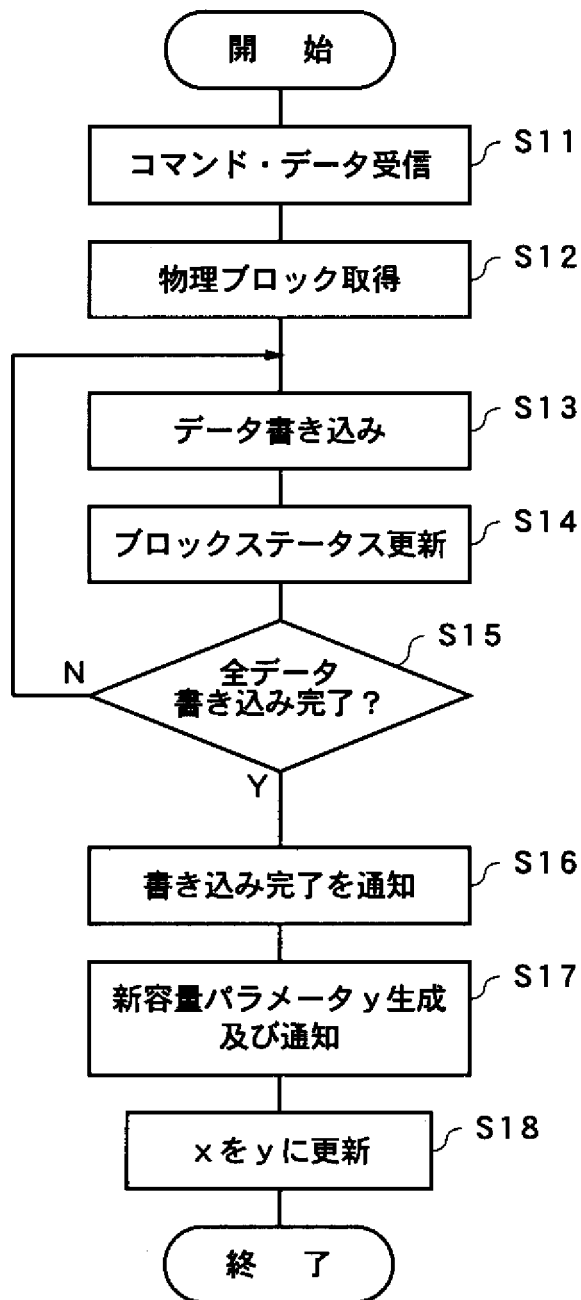 開 始
コマンド・データ受信
S11
物理ブロック取得
S12
データ書き込み
S13
ブロックステータス更新
S14
全データ
書き込み完了？
S15
N
Y
書き込み完了を通知
S16
新容量パラメータｙ生成
及び通知
S17
ｘをｙに更新
S18
終 了